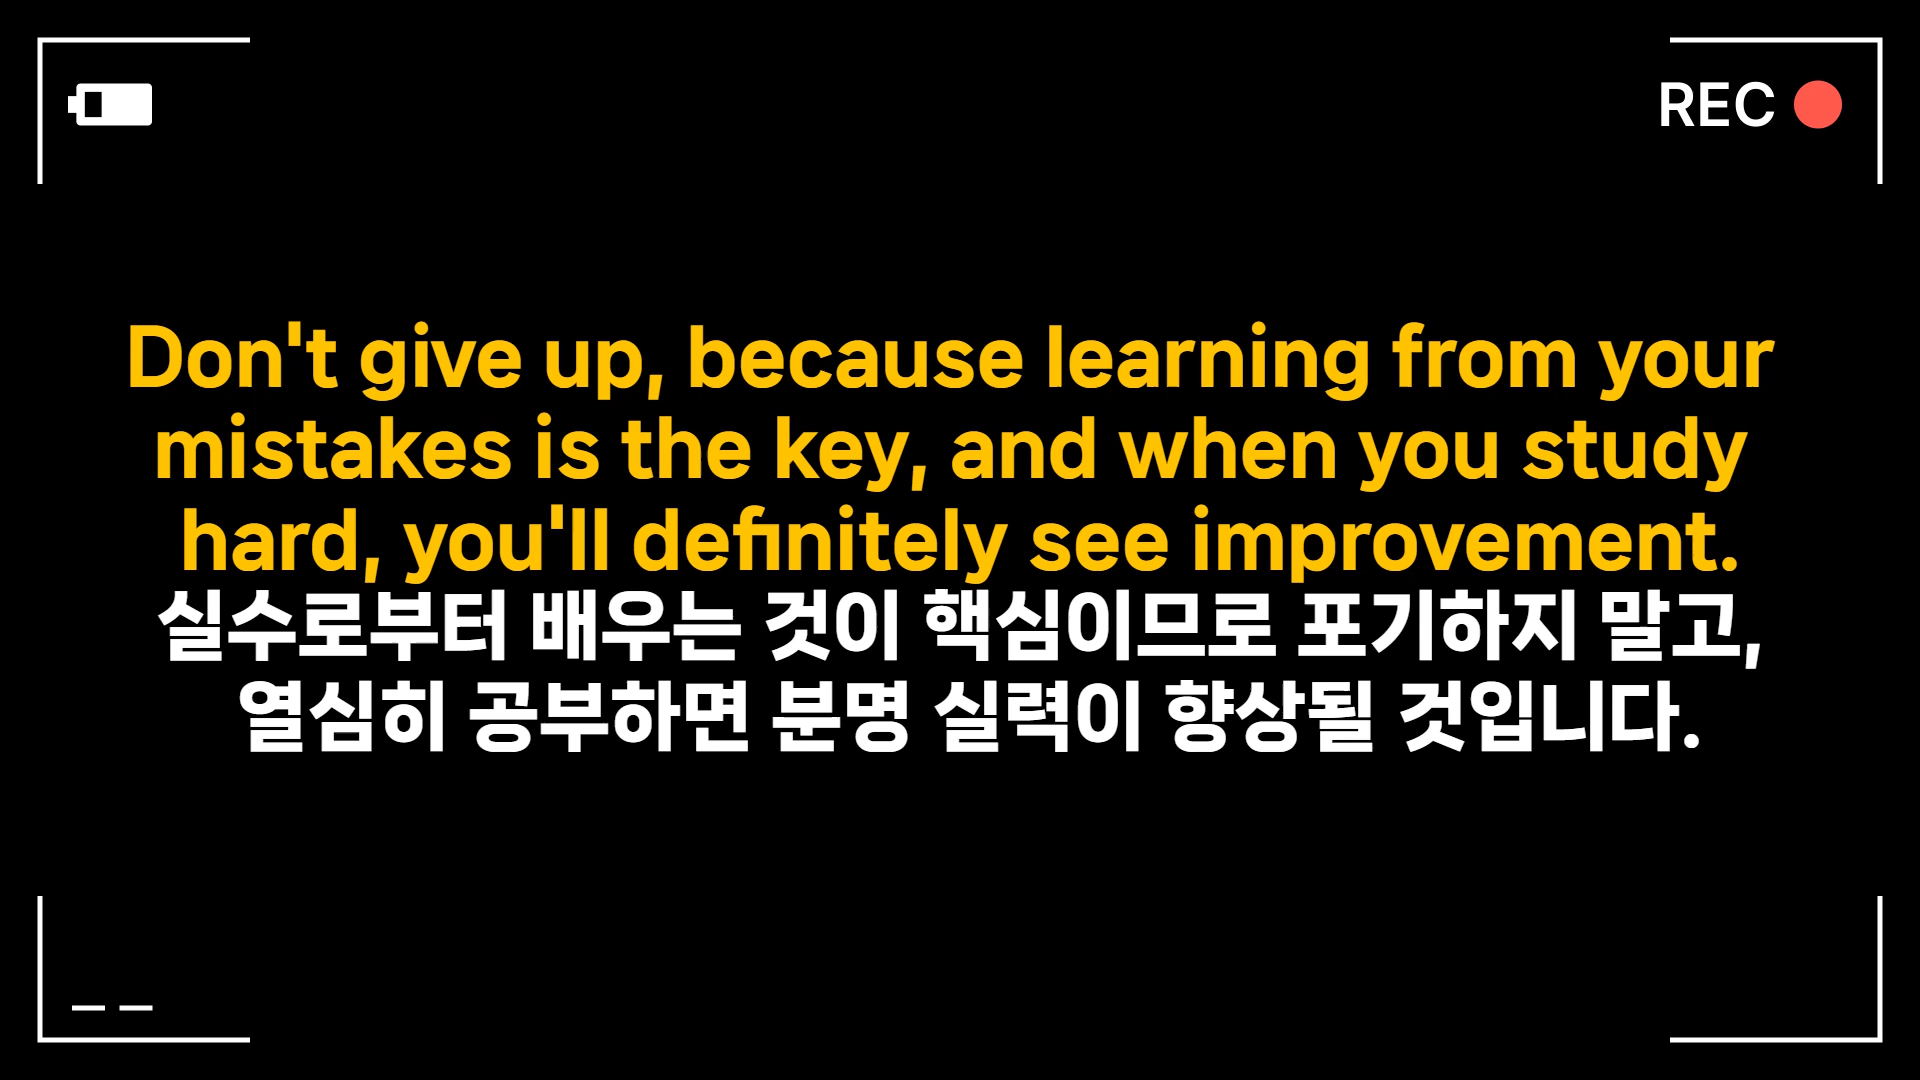 REC
Don't give up, because learning from your
mistakes is the key, and when you study
hard, you'll definitely see improvement.
실수로부터 배우는 것이 핵심이므로 포기하지 말고,
열심히 공부하면 분명 실력이 향상될 것입니다.